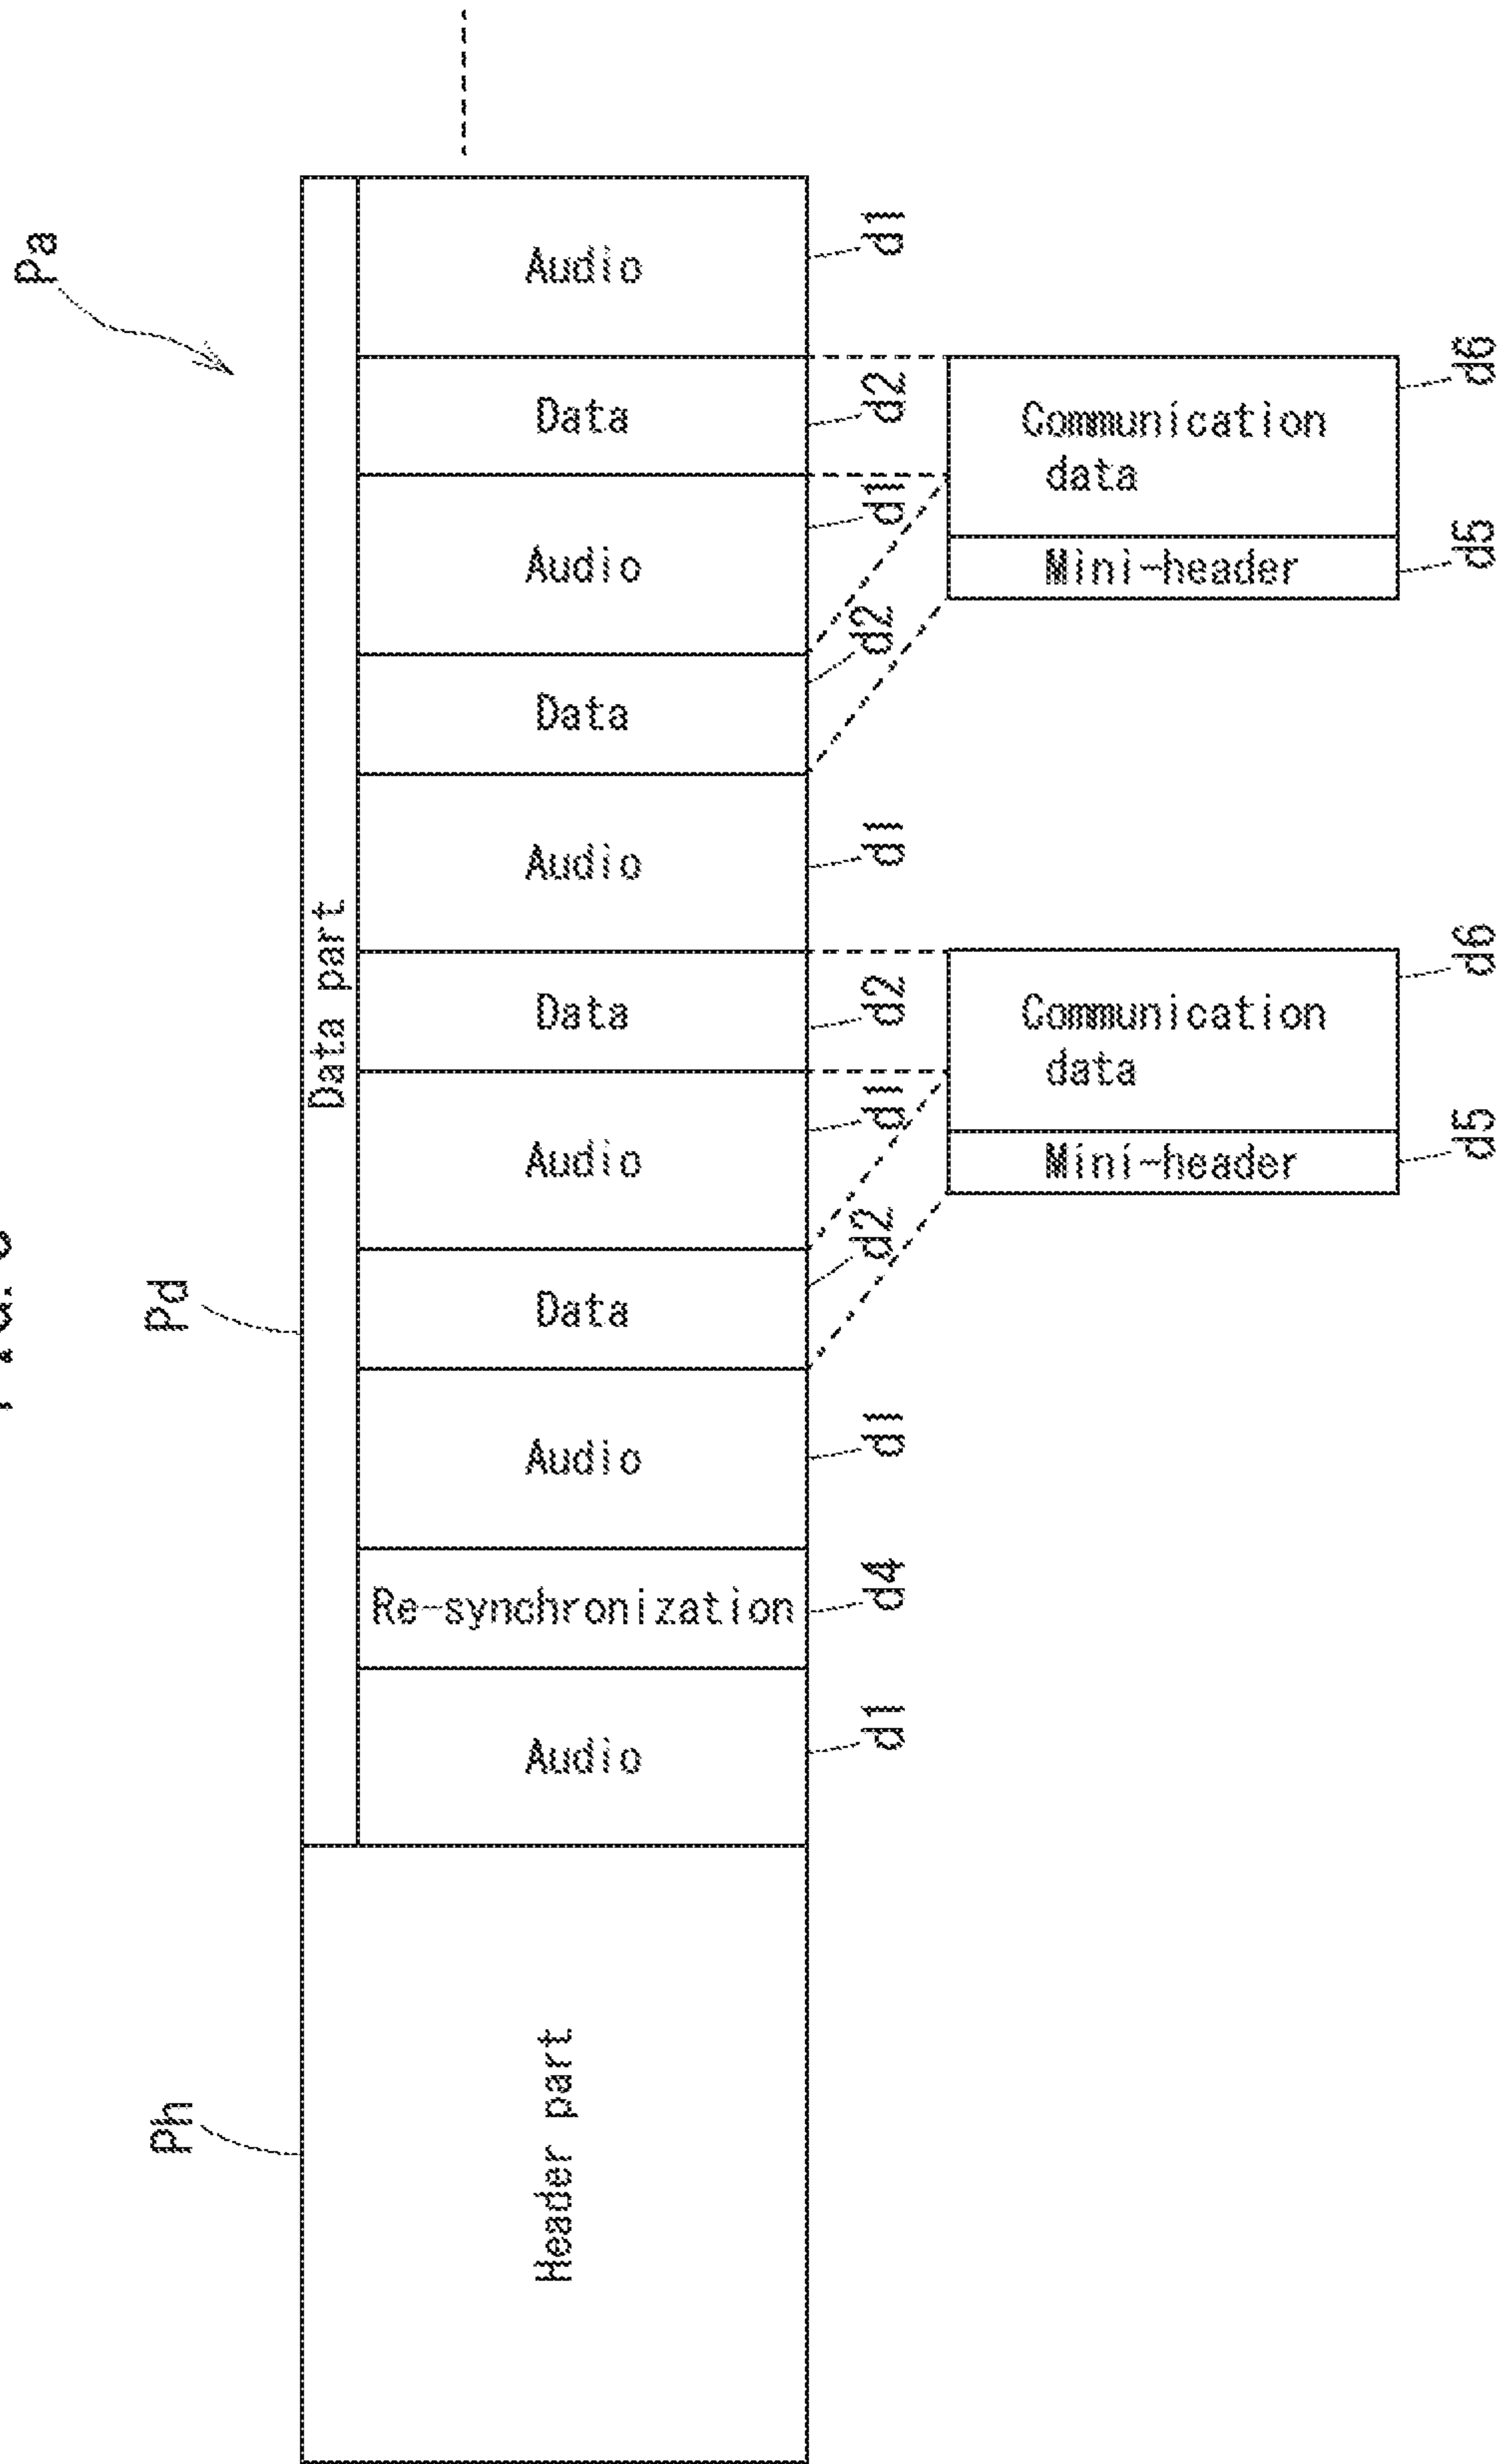 Pa
Pd
Ph
Data part
Header part
Audio
Re-synchronization
Audio
Data
Audio
Data
Audio
Data
Audio
Data
Audio
d1
d4
d1
d2
d1
d2
d1
d2
d1
d2
d1
Mini-header
Communication
data
Mini-header
Communication
data
d5
d6
d5
d6